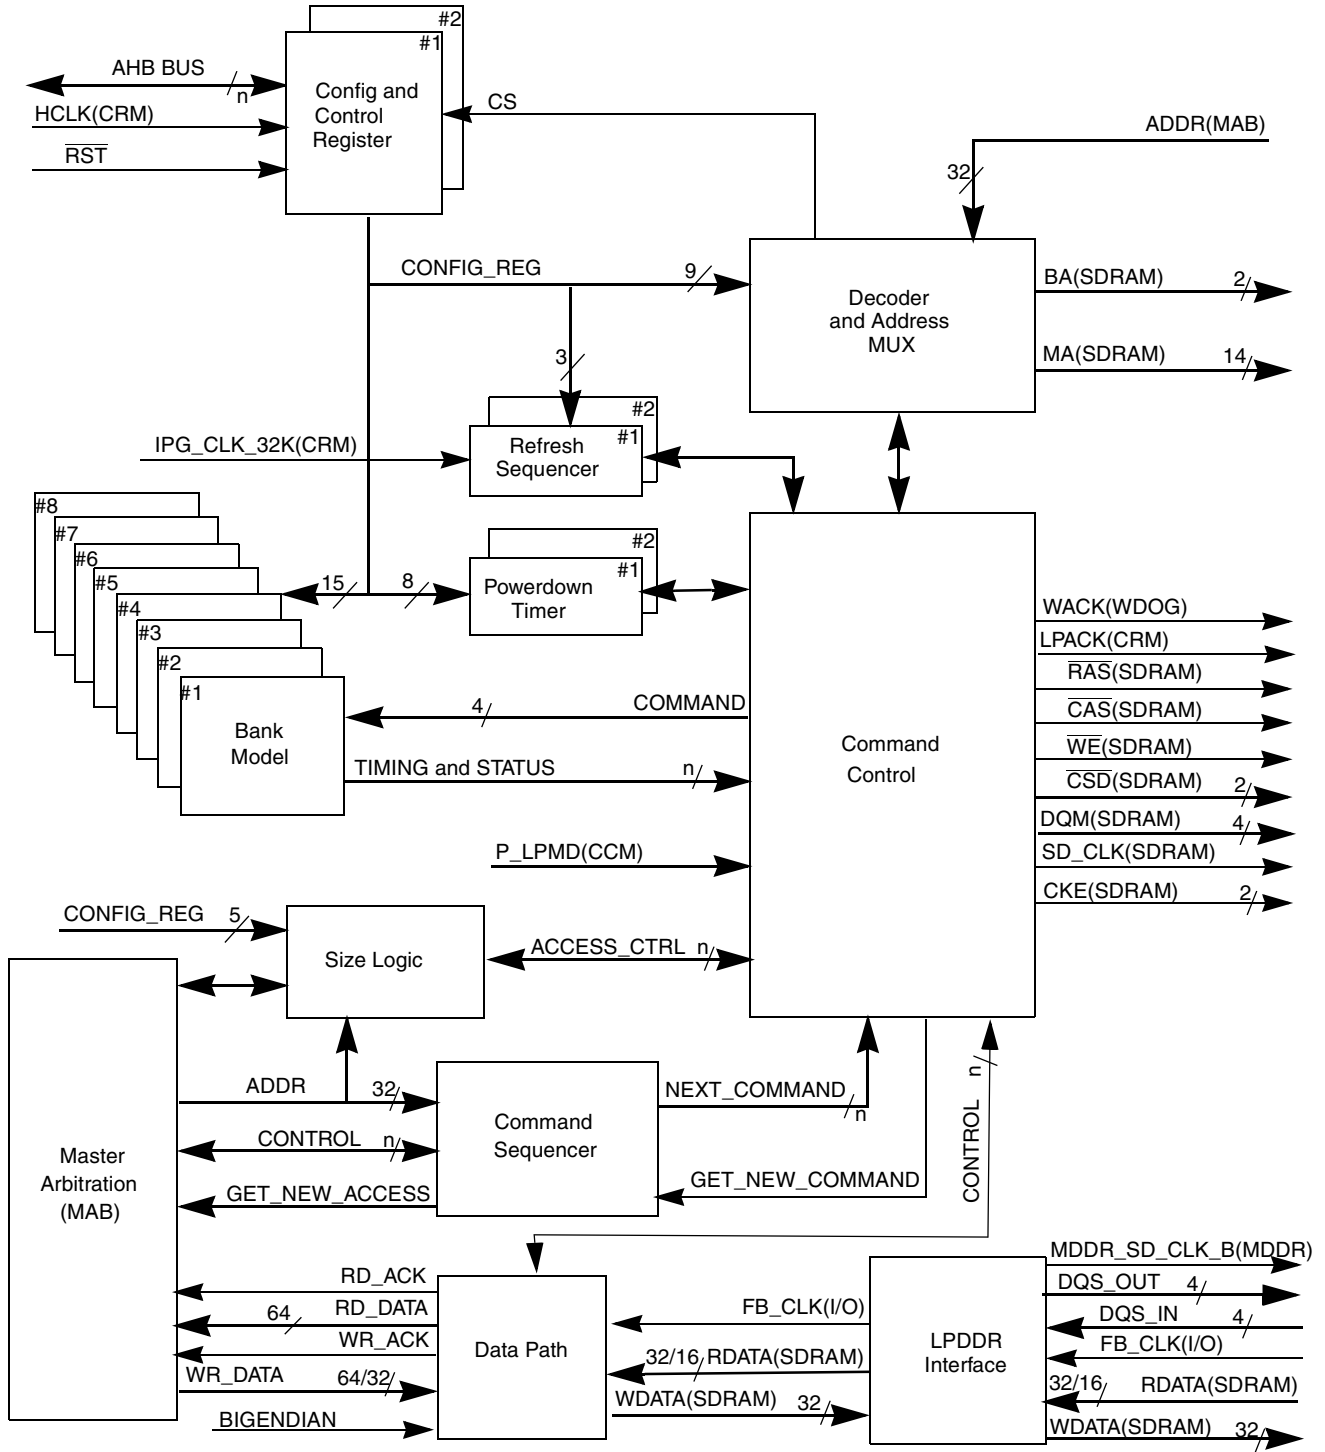 #2
#1
AHB BUS
n
Config and
Control
Register
HCLK(CRM)
RST
CS
ADDR(MAB)
32
CONFIG_REG
9
3
Decoder
and Address
MUX
BA(SDRAM)
2
MA(SDRAM)
14
IPG_CLK_32K(CRM)
#2
#1
Refresh
Sequencer
#8
#7
#6
#5
#4
#3
#2
#1
Bank
Model
15
8
#2
#1
Powerdown
Timer
4
COMMAND
TIMING and STATUS
n
P_LPMD(CCM)
Command
Control
WACK(WDOG)
LPACK(CRM)
RAS(SDRAM)
CAS(SDRAM)
WE(SDRAM)
CSD(SDRAM)
2
DQM(SDRAM)
4
SD_CLK(SDRAM)
CKE(SDRAM)
2
CONFIG_REG
5
Size Logic
ACCESS_CTRL
n
Master
Arbitration
(MAB)
ADDR
32
CONTROL
n
GET_NEW_ACCESS
Command
Sequencer
NEXT_COMMAND
n
GET_NEW_COMMAND
CONTROL
n
RD_ACK
RD_DATA
64
WR_ACK
WR_DATA
64/32
BIGENDIAN
Data Path
FB_CLK(I/O)
32/16
RDATA(SDRAM)
WDATA(SDRAM)
32
LPDDR
Interface
MDDR_SD_CLK_B(MDDR)
DQS_OUT
4
DQS_IN
4
FB_CLK(I/O)
32/16
RDATA(SDRAM)
WDATA(SDRAM)
32